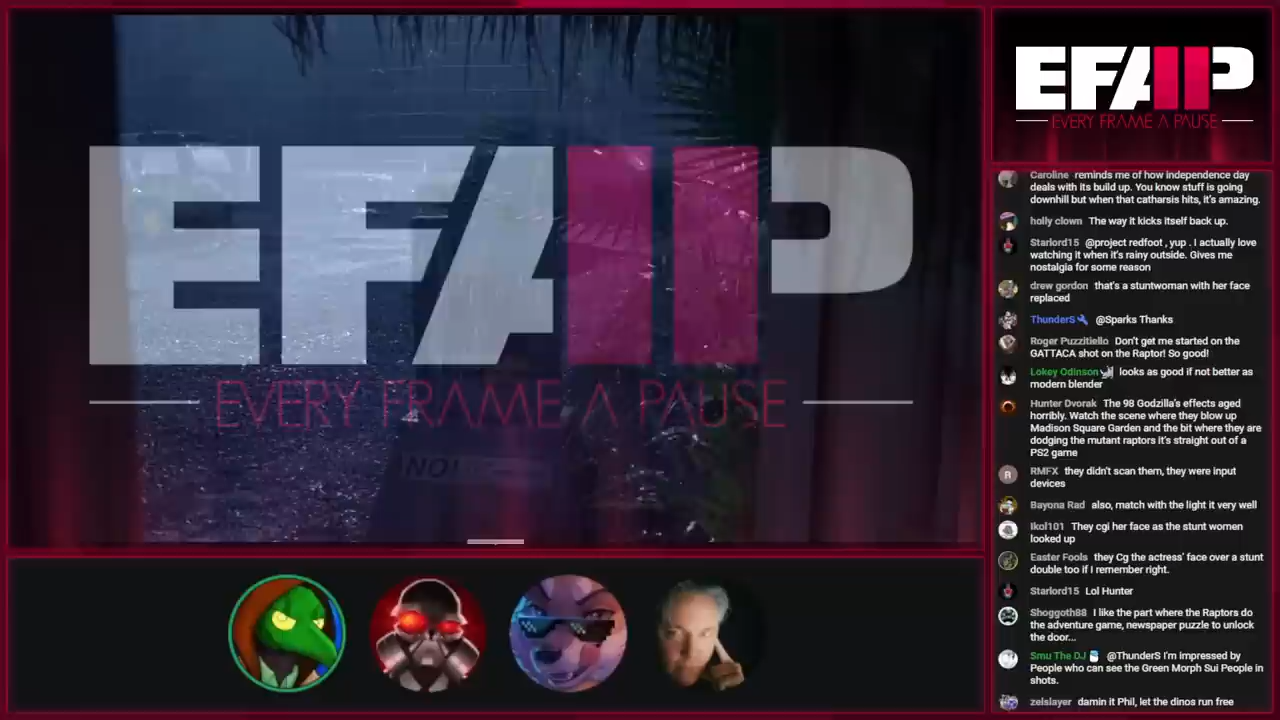 EFAP
EVERY FRAME A PAUSE
NO!
EFAP
EVERY FRAME A PAUSE
Caroline reminds me of how independence day
deals with its build up. You know stuff is going
downhill but when that catharsis hits, it's amazing.
holly clown The way it kicks itself back up.
Starlord15 @project redfoot , yup . I actually love
watching it when it's rainy outside. Gives me
nostalgia for some reason
drew gordon that's a stuntwoman with her face
replaced
ThunderS @Sparks Thanks
Roger Puzzitiello Don't get me started on the
GATTACA shot on the Raptor! So good!
Lokey Odinson looks as good if not better as
modern blender
Hunter Dvorak The 98 Godzilla's effects aged
horribly. Watch the scene where they blow up
Madison Square Garden and the bit where they are
dodging the mutant raptors it's straight out of a
PS2 game
R RMFX they didn't scan them, they were input
devices
Bayona Rad also, match with the light it very well
Ikol101 They cgi her face as the stunt women
looked up
Easter Fools they Cg the actress' face over a stunt
double too if I remember right.
Starlord15 Lol Hunter
Shoggoth88 I like the part where the Raptors do
the adventure game, newspaper puzzle to unlock
the door...
Smu The DJ @ThunderS I'm impressed by
People who can see the Green Morph Sui People in
shots.
zeislayer damin it Phil, let the dinos run free